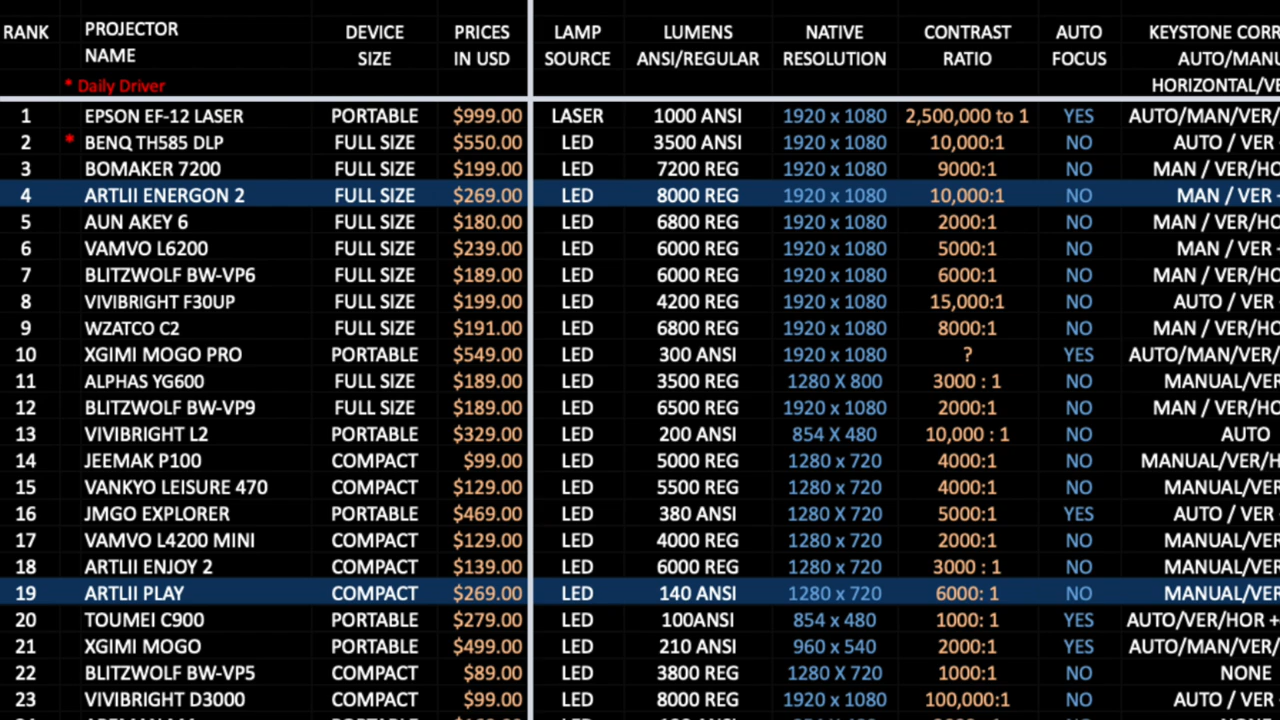 RANK PROJECTOR DEVICE PRICES LAMP LUMENS NATIVE CONTRAST AUTO KEYSTONE CORR
NAME SIZE IN USD SOURCE ANSI/REGULAR RESOLUTION RATIO FOCUS AUTO/MANU
* Daily Driver HORIZONTAL/VE
1 EPSON EF-12 LASER PORTABLE $999.00 LASER 1000 ANSI 1920 x 1080 2,500,000 to 1 YES AUTO/MAN/VER/
2 * BENQ TH585 DLP FULL SIZE $550.00 LED 3500 ANSI 1920 x 1080 10,000:1 NO AUTO / VER
3 BOMAKER 7200 FULL SIZE $199.00 LED 7200 REG 1920 x 1080 9000:1 NO MAN / VER/HO
4 ARTLII ENERGON 2 FULL SIZE $269.00 LED 8000 REG 1920 x 1080 10,000:1 NO MAN / VER
5 AUN AKEY 6 FULL SIZE $180.00 LED 6800 REG 1920 x 1080 2000:1 NO MAN / VER/HO
6 VAMVO L6200 FULL SIZE $239.00 LED 6000 REG 1920 x 1080 5000:1 NO MAN / VER
7 BLITZWOLF BW-VP6 FULL SIZE $189.00 LED 6000 REG 1920 x 1080 6000:1 NO MAN / VER/HO
8 VIVIBRIGHT F30UP FULL SIZE $199.00 LED 4200 REG 1920 x 1080 15,000:1 NO AUTO / VER
9 WZATCO C2 FULL SIZE $191.00 LED 6800 REG 1920 x 1080 8000:1 NO MAN / VER/HO
10 XGIMI MOGO PRO PORTABLE $549.00 LED 300 ANSI 1920 x 1080 ? YES AUTO/MAN/VER/
11 ALPHAS YG600 FULL SIZE $189.00 LED 3500 REG 1280 X 800 3000 : 1 NO MANUAL/VER
12 BLITZWOLF BW-VP9 FULL SIZE $189.00 LED 6500 REG 1920 x 1080 2000:1 NO MAN / VER/HO
13 VIVIBRIGHT L2 PORTABLE $329.00 LED 200 ANSI 854 X 480 10,000 : 1 NO AUTO
14 JEEMAK P100 COMPACT $99.00 LED 5000 REG 1280 x 720 4000:1 NO MANUAL/VER/H
15 VANKYO LEISURE 470 COMPACT $129.00 LED 5500 REG 1280 x 720 4000:1 NO MANUAL/VER
16 JMGO EXPLORER PORTABLE $469.00 LED 380 ANSI 1280 X 720 5000:1 YES AUTO / VER
17 VAMVO L4200 MINI COMPACT $129.00 LED 4000 REG 1280 x 720 2000:1 NO MANUAL/VER
18 ARTLII ENJOY 2 COMPACT $139.00 LED 6000 REG 1280 x 720 3000 : 1 NO MANUAL/VER
19 ARTLII PLAY COMPACT $269.00 LED 140 ANSI 1280 x 720 6000: 1 NO MANUAL/VER
20 TOUMEI C900 PORTABLE $279.00 LED 100ANSI 854 x 480 1000: 1 YES AUTO/VER/HOR +
21 XGIMI MOGO PORTABLE $499.00 LED 210 ANSI 960 x 540 2000:1 YES AUTO/MAN/VER/
22 BLITZWOLF BW-VP5 COMPACT $89.00 LED 3800 REG 1280 X 720 1000:1 NO NONE
23 VIVIBRIGHT D3000 COMPACT $99.00 LED 8000 REG 1920 x 1080 100,000:1 NO AUTO / VER